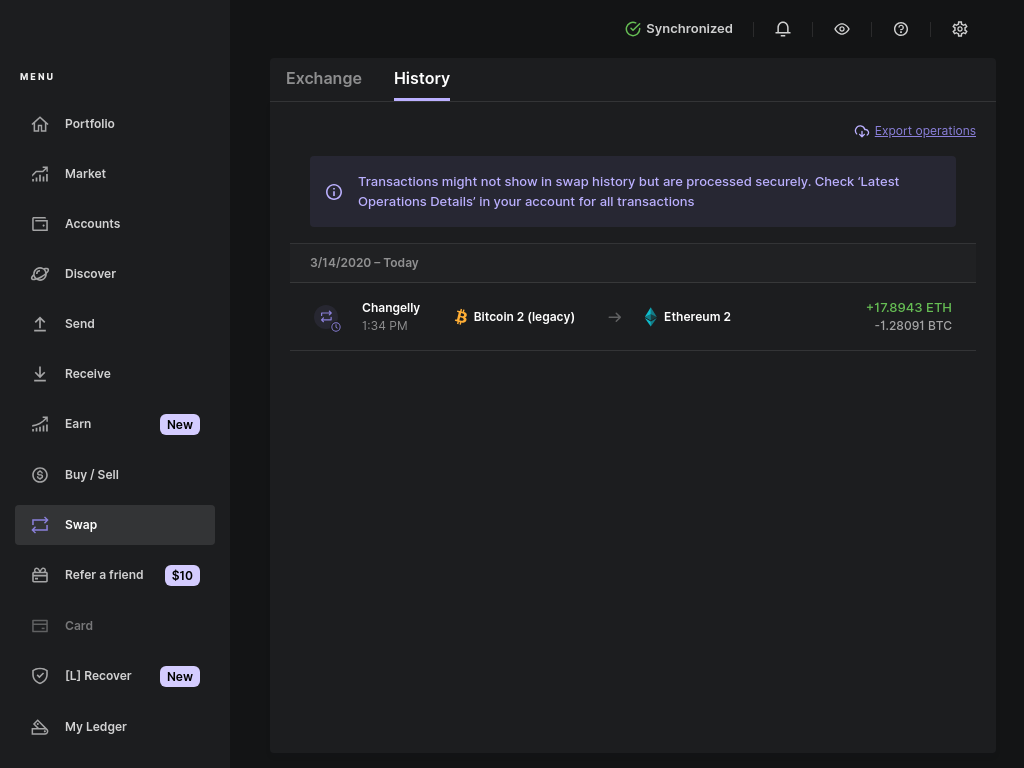 Synchronized
MENU
Portfolio
Market
Accounts
Discover
Send
Receive
Earn New
Buy / Sell
Swap
Refer a friend $10
Card
[L] Recover New
My Ledger
Exchange History
Export operations
Transactions might not show in swap history but are processed securely. Check ‘Latest
Operations Details’ in your account for all transactions
3/14/2020 – Today
Changelly
1:34 PM
Bitcoin 2 (legacy) → Ethereum 2
+17.8943 ETH
-1.28091 BTC